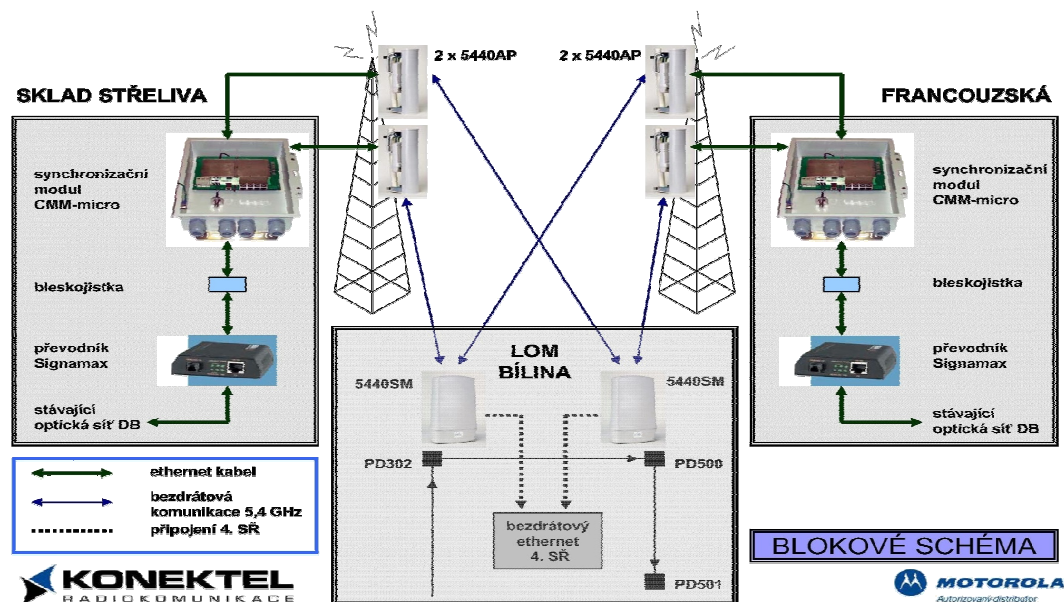 2 x 5440AP
2 x 5440AP
SKLAD STŘELIVA
synchronizační
modul
CMM-micro
bleskojistka
převodník
Signamax
stávající
optická síť DB
FRANCOUZSKÁ
synchronizační
modul
CMM-micro
bleskojistka
převodník
Signamax
stávající
optická síť DB
LOM
BÍLINA
5440SM
5440SM
PD302
PD500
bezdrátový
ethernet
4. SŘ
PD501
ethernet kabel
bezdrátová
komunikace 5,4 GHz
připojení 4. SŘ
BLOKOVÉ SCHÉMA
KONEKTEL
RADIOKOMUNIKACE
MOTOROLA
Autorizovaný distributor